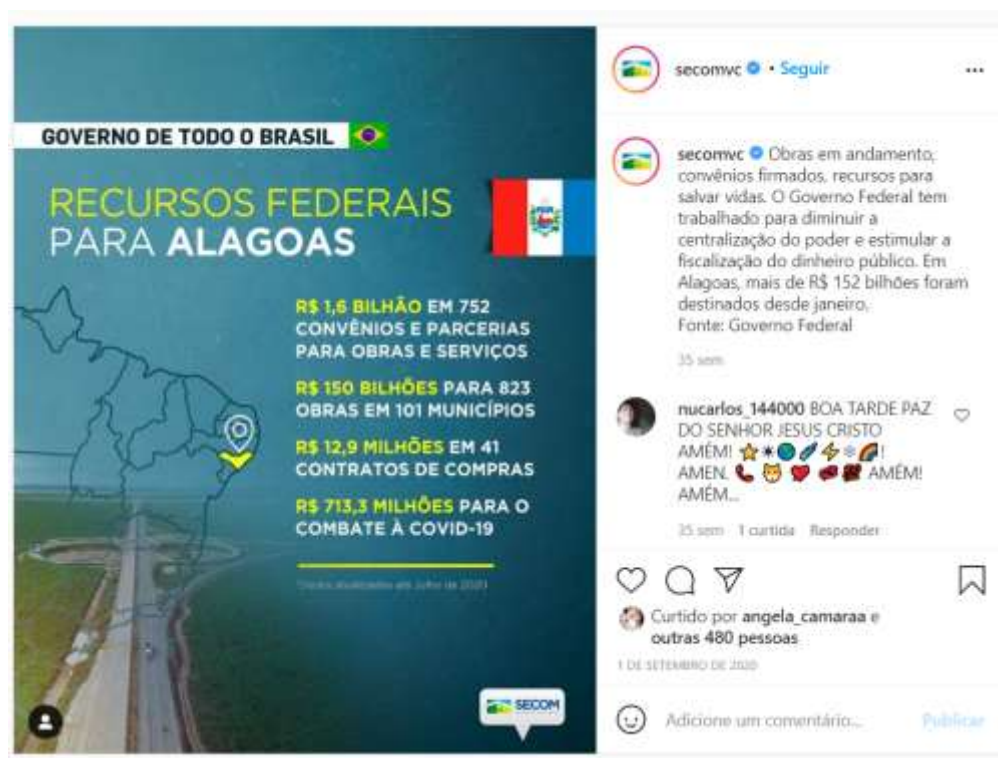 GOVERNO DE TODO O BRASIL
RECURSOS FEDERAIS
PARA ALAGOAS
R$ 1,6 BILHÃO EM 752
CONVÊNIOS E PARCERIAS
PARA OBRAS E SERVIÇOS
R$ 150 BILHÕES PARA 823
OBRAS EM 101 MUNICÍPIOS
R$ 12,9 MILHÕES EM 41
CONTRATOS DE COMPRAS
R$ 713,3 MILHÕES PARA O
COMBATE À COVID-19
atualizados até Julho de 2020
SECOM
secomvc • Seguir
secomvc Obras em andamento,
convênios firmados, recursos para
salvar vidas. O Governo Federal tem
trabalhado para diminuir a
centralização do poder e estimular a
fiscalização do dinheiro público. Em
Alagoas, mais de R$ 152 bilhões foram
destinados desde janeiro.
Fonte: Governo Federal
35 sem
nucarlos_144000 BOA TARDE PAZ
DO SENHOR JESUS CRISTO
AMÉM! !
AMEN. AMÉM!
AMÉM...
35 sem 1 curtida Responder
Curtido por angela_camaraa e
outras 480 pessoas
1 DE SETEMBRO DE 2020
Adicione um comentário... Publicar